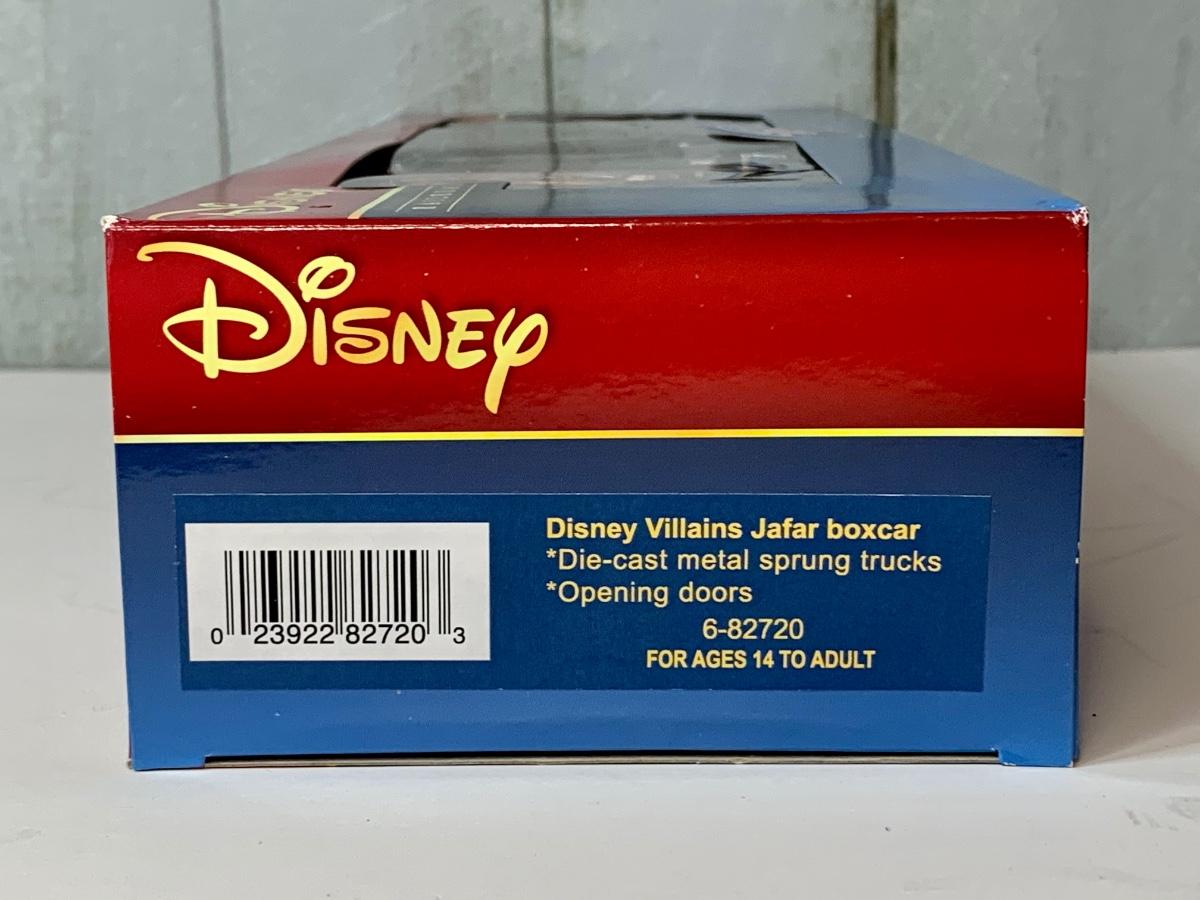 Disney
Disney
Disney Villains Jafar boxcar
*Die-cast metal sprung trucks
*Opening doors
6-82720
FOR AGES 14 TO ADULT
0 23922 82720 3